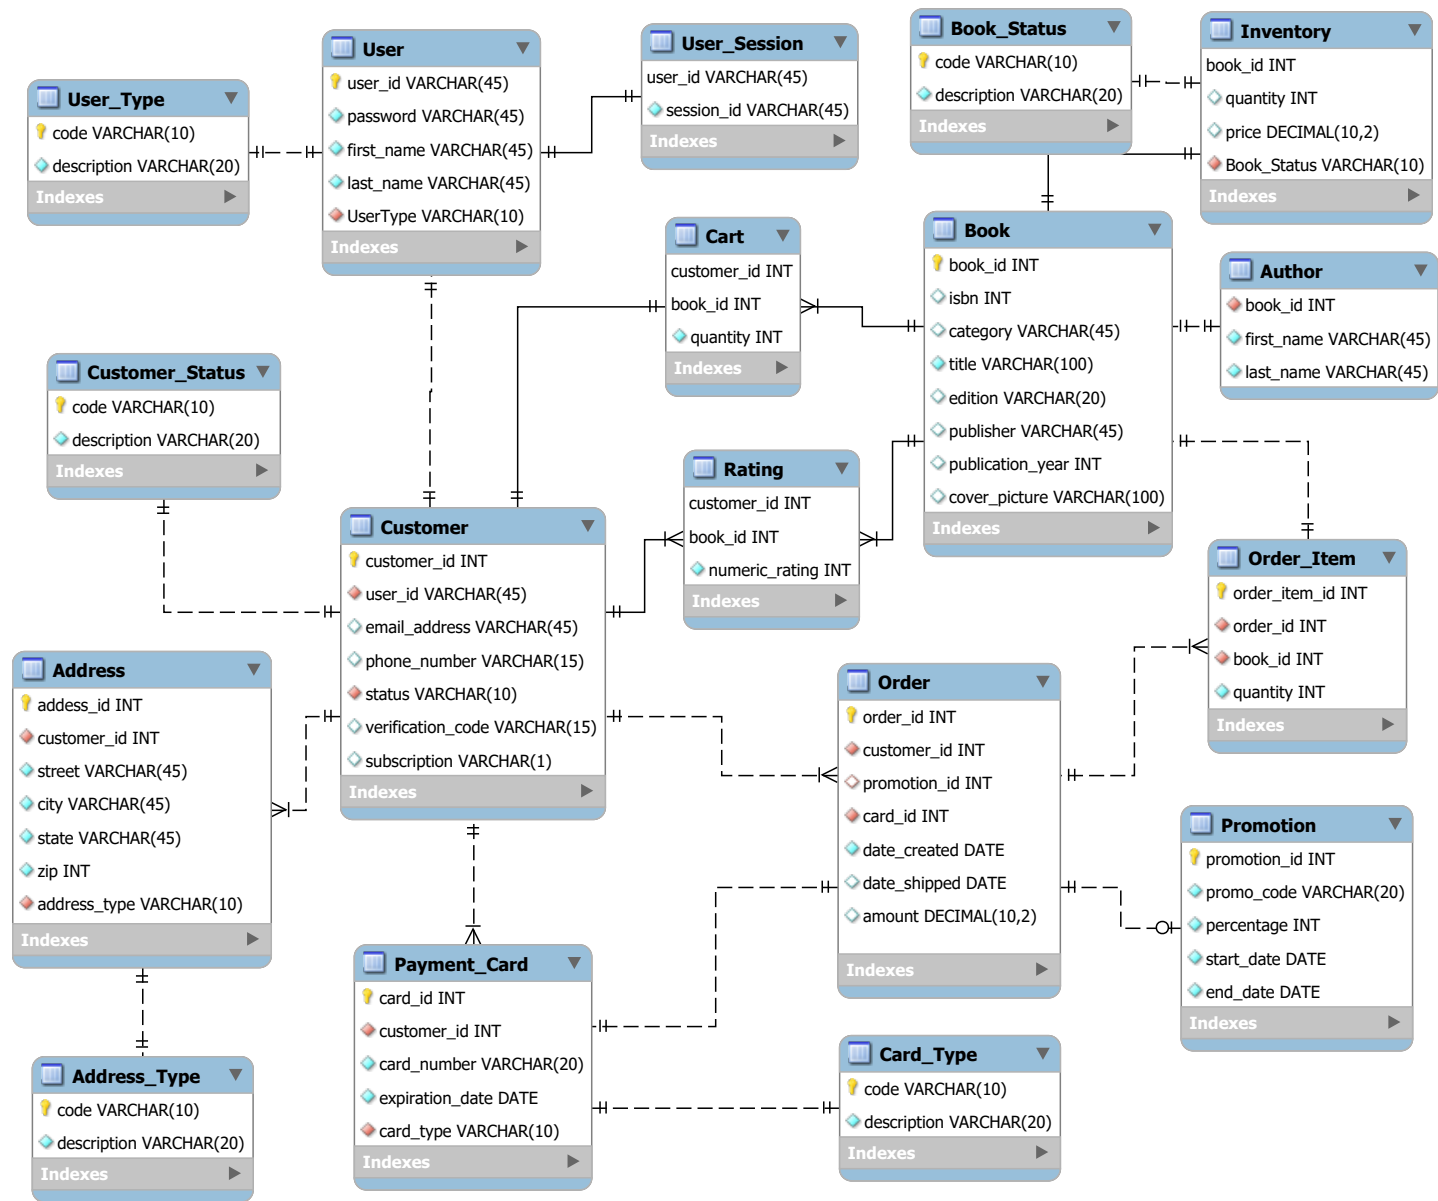 User
user_id VARCHAR(45)
password VARCHAR(45)
first_name VARCHAR(45)
last_name VARCHAR(45)
UserType VARCHAR(10)
Indexes
User_Session
user_id VARCHAR(45)
session_id VARCHAR(45)
Indexes
Book_Status
code VARCHAR(10)
description VARCHAR(20)
Indexes
Inventory
book_id INT
quantity INT
price DECIMAL(10,2)
Book_Status VARCHAR(10)
Indexes
User_Type
code VARCHAR(10)
description VARCHAR(20)
Indexes
Cart
customer_id INT
book_id INT
quantity INT
Indexes
Book
book_id INT
isbn INT
category VARCHAR(45)
title VARCHAR(100)
edition VARCHAR(20)
publisher VARCHAR(45)
publication_year INT
cover_picture VARCHAR(100)
Indexes
Author
book_id INT
first_name VARCHAR(45)
last_name VARCHAR(45)
Customer_Status
code VARCHAR(10)
description VARCHAR(20)
Indexes
Rating
customer_id INT
book_id INT
numeric_rating INT
Indexes
Customer
customer_id INT
user_id VARCHAR(45)
email_address VARCHAR(45)
phone_number VARCHAR(15)
status VARCHAR(10)
verification_code VARCHAR(15)
subscription VARCHAR(1)
Indexes
Order_Item
order_item_id INT
order_id INT
book_id INT
quantity INT
Indexes
Address
addess_id INT
customer_id INT
street VARCHAR(45)
city VARCHAR(45)
state VARCHAR(45)
zip INT
address_type VARCHAR(10)
Indexes
Order
order_id INT
customer_id INT
promotion_id INT
card_id INT
date_created DATE
date_shipped DATE
amount DECIMAL(10,2)
Indexes
Promotion
promotion_id INT
promo_code VARCHAR(20)
percentage INT
start_date DATE
end_date DATE
Indexes
Payment_Card
card_id INT
customer_id INT
card_number VARCHAR(20)
expiration_date DATE
card_type VARCHAR(10)
Indexes
Card_Type
code VARCHAR(10)
description VARCHAR(20)
Indexes
Address_Type
code VARCHAR(10)
description VARCHAR(20)
Indexes